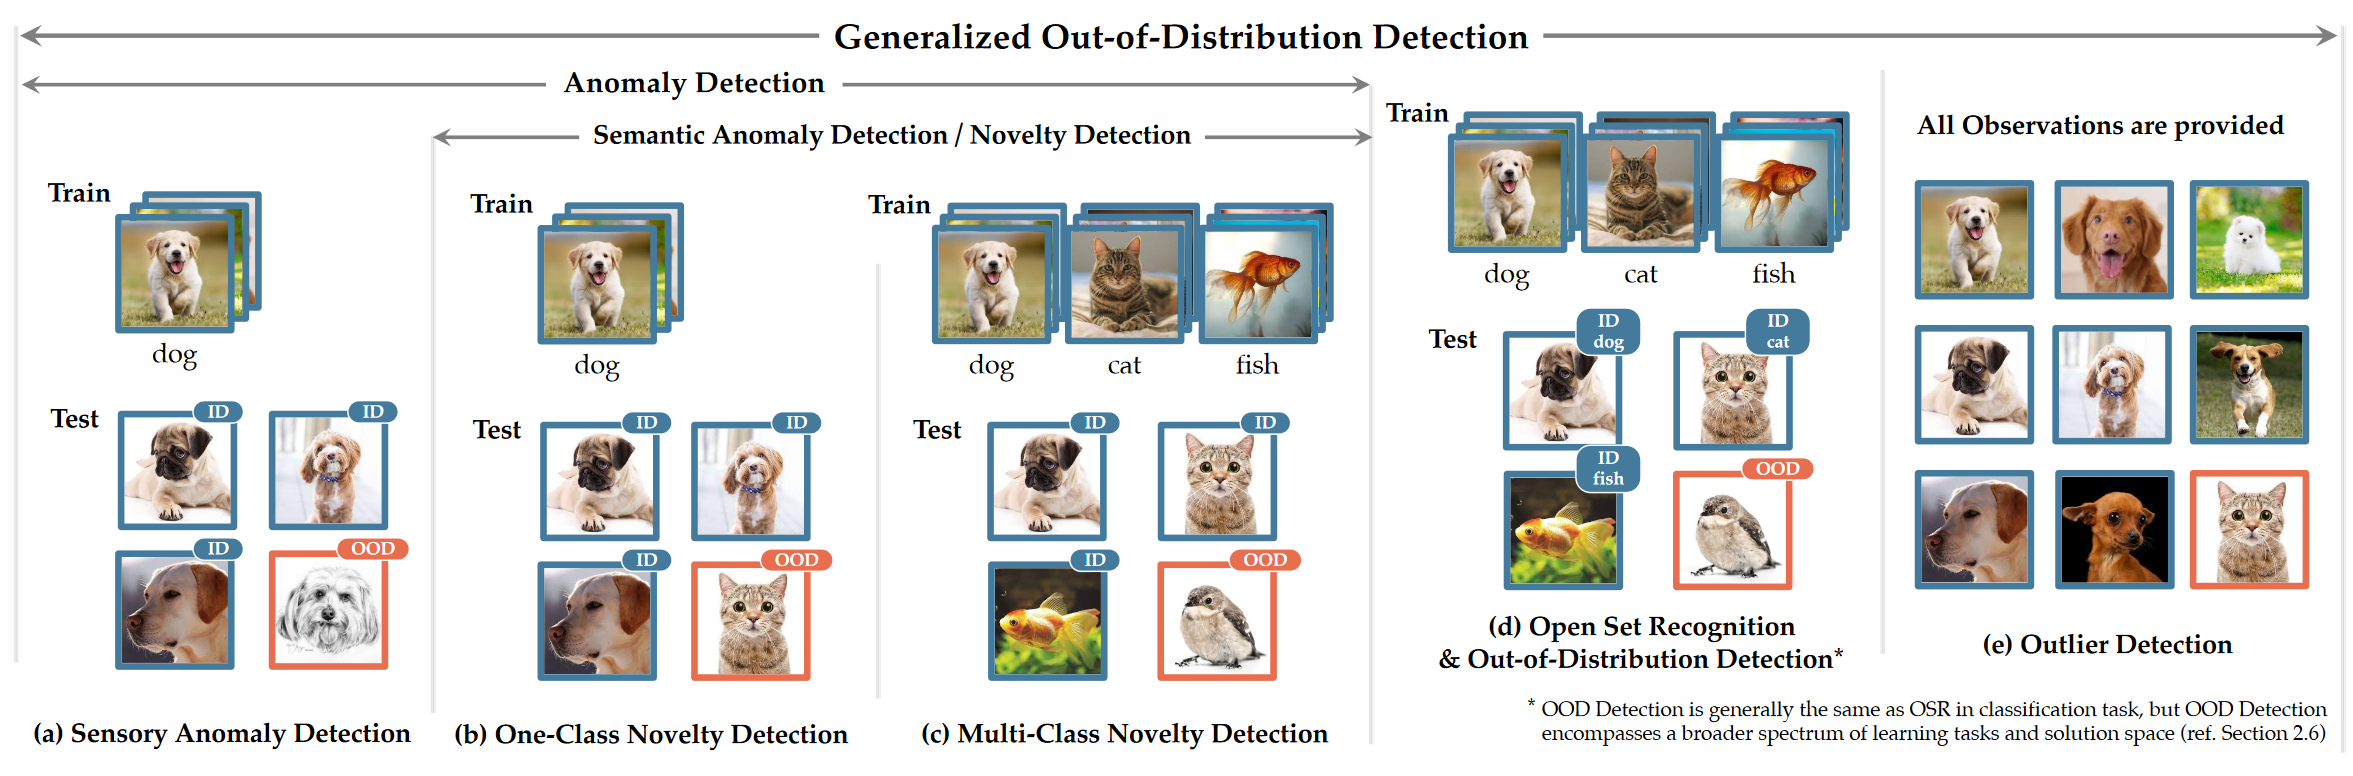 Generalized Out-of-Distribution Detection
Anomaly Detection
Semantic Anomaly Detection / Novelty Detection
Train
dog
Test
ID
ID
ID
OOD
(a) Sensory Anomaly Detection
Train
dog
Test
ID
ID
ID
OOD
(b) One-Class Novelty Detection
Train
dog
cat
fish
Test
ID
ID
ID
OOD
(c) Multi-Class Novelty Detection
Train
dog
cat
fish
Test
ID
dog
ID
cat
ID
fish
OOD
(d) Open Set Recognition
& Out-of-Distribution Detection*
All Observations are provided
(e) Outlier Detection
* OOD Detection is generally the same as OSR in classification task, but OOD Detection
encompasses a broader spectrum of learning tasks and solution space (ref. Section 2.6)